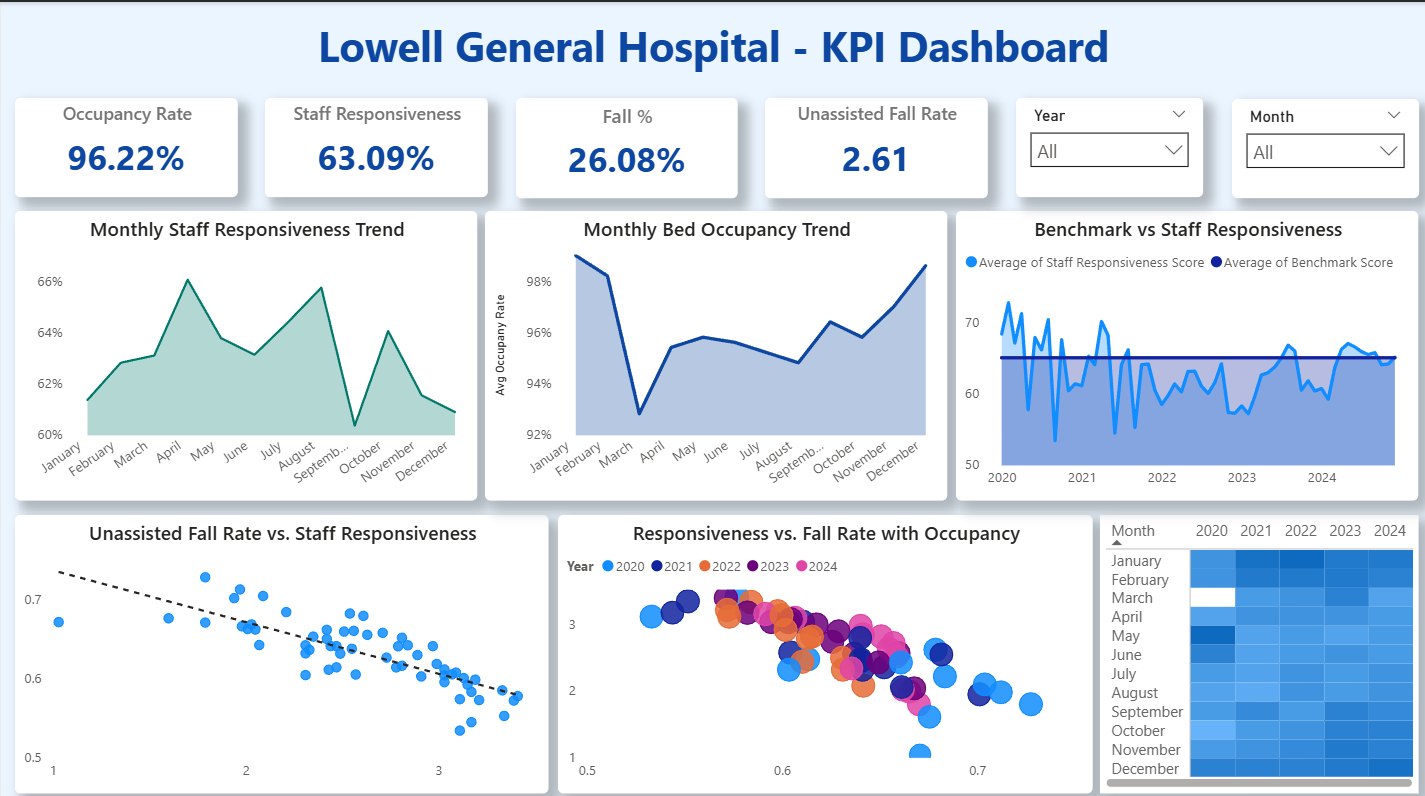 Lowell General Hospital - KPI Dashboard
Occupancy Rate
96.22%
Staff Responsiveness
63.09%
Fall %
26.08%
Unassisted Fall Rate
2.61
Year
All
Month
All
Monthly Staff Responsiveness Trend
66%
64%
62%
60%
January
February
March
April
May
June
July
August
Septemb...
October
November
December
Monthly Bed Occupancy Trend
Avg Occupany Rate
98%
96%
94%
92%
January
February
March
April
May
June
July
August
Septemb...
October
November
December
Benchmark vs Staff Responsiveness
Average of Staff Responsiveness Score Average of Benchmark Score
70
60
50
2020 2021 2022 2023 2024
Unassisted Fall Rate vs. Staff Responsiveness
0.7
0.6
0.5
1 2 3
Responsiveness vs. Fall Rate with Occupancy
Year 2020 2021 2022 2023 2024
3
2
1
0.5 0.6 0.7
Month 2020 2021 2022 2023 2024
January
February
March
April
May
June
July
August
September
October
November
December